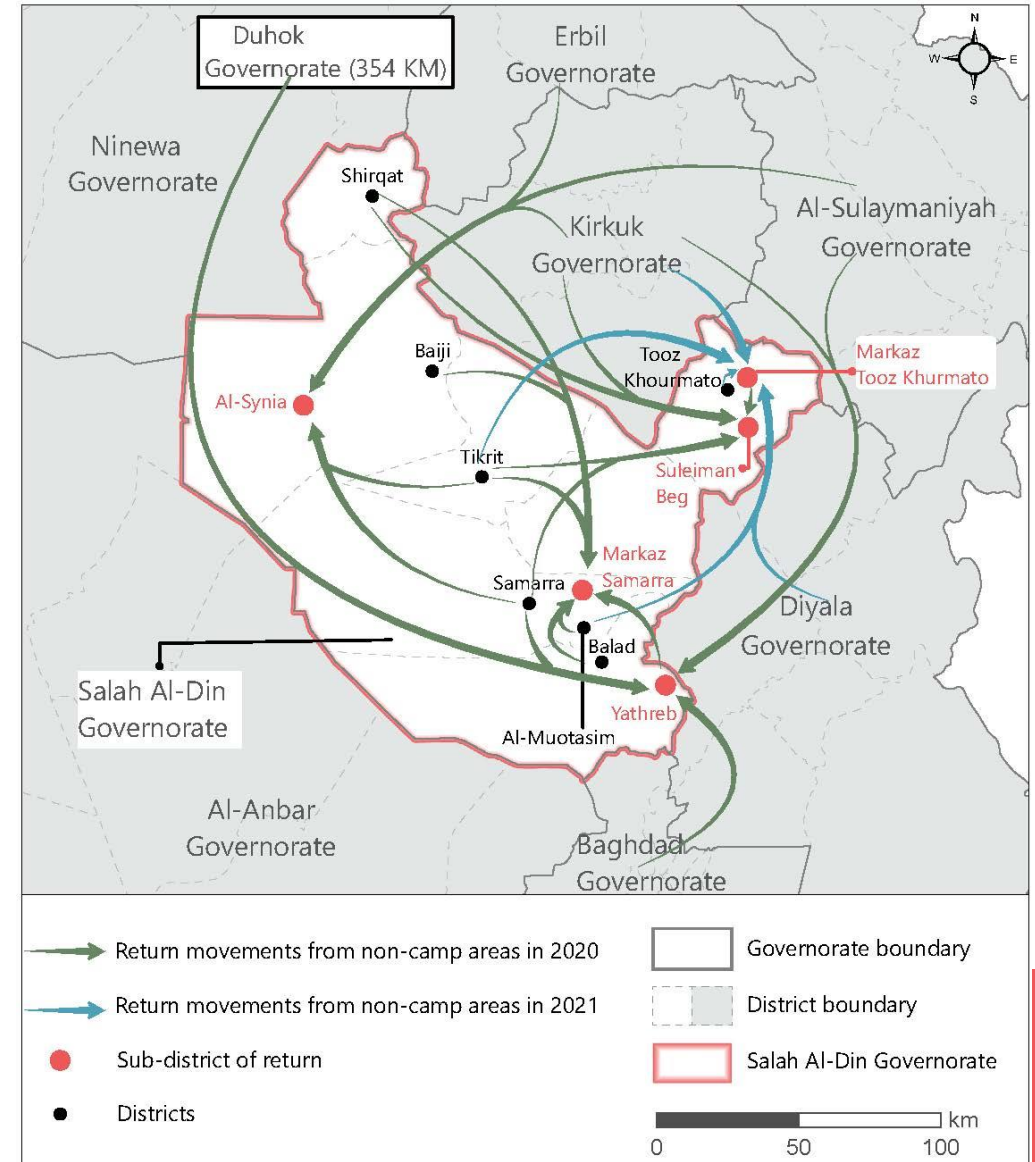 Duhok
Governorate (354 KM)
Erbil
Governorate
N
W
E
S
Ninewa
Governorate
Shirqat
Kirkuk
Governorate
Al-Sulaymaniyah
Governorate
Baiji
Tooz
Khourmato
Markaz
Tooz Khurmato
Al-Synia
Tikrit
Suleiman
Beg
Markaz
Samarra
Samarra
Diyala
Governorate
Balad
Salah Al-Din
Governorate
Yathreb
Al-Muotasim
Al-Anbar
Governorate
Baghdad
Governorate
Return movements from non-camp areas in 2020
Governorate boundary
Return movements from non-camp areas in 2021
District boundary
Sub-district of return
Salah Al-Din Governorate
Districts
km
0 50 100